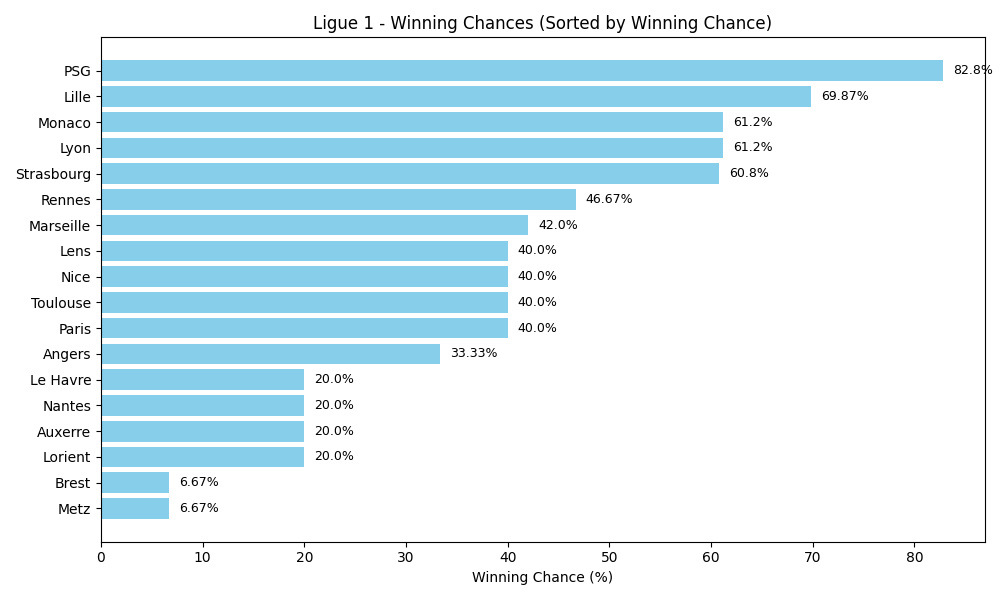 Ligue 1 - Winning Chances (Sorted by Winning Chance)
PSG 82.8%
Lille 69.87%
Monaco 61.2%
Lyon 61.2%
Strasbourg 60.8%
Rennes 46.67%
Marseille 42.0%
Lens 40.0%
Nice 40.0%
Toulouse 40.0%
Paris 40.0%
Angers 33.33%
Le Havre 20.0%
Nantes 20.0%
Auxerre 20.0%
Lorient 20.0%
Brest 6.67%
Metz 6.67%
0 10 20 30 40 50 60 70 80
Winning Chance (%)